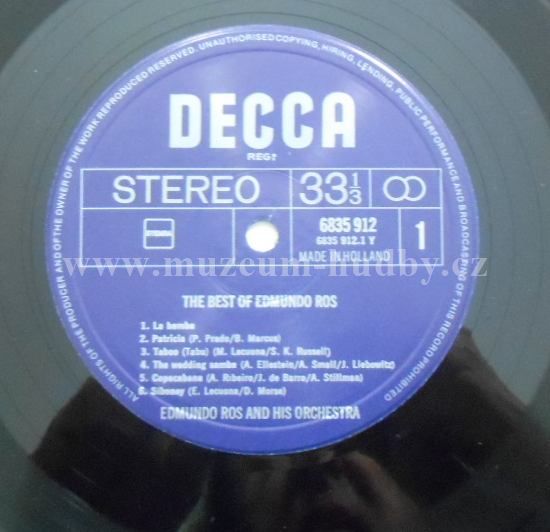 ALL RIGHTS OF THE PRODUCER AND OF THE OWNER OF THE WORK REPRODUCED RESERVED. UNAUTHORISED COPYING, HIRING, LENDING, PUBLIC PERFORMANCE AND BROADCASTING OF THIS RECORD PROHIBITED
DECCA
REGD
STEREO 33 1/3
STEMRA 6835 912 1
6835 912.1 Y
MADE IN HOLLAND
www.muzeum-hudby.cz
THE BEST OF EDMUNDO ROS
1. La bamba
2. Patricia (P. Prado/B. Marcus)
3. Taboo (Tabu) (M. Lecuona/S. K. Russell)
4. The wedding samba (A. Ellstein/A. Small/J. Liebowitz)
5. Copacabana (A. Ribeiro/J. de Barro/A. Stillman)
6. Siboney (E. Lecuona/D. Morse)
EDMUNDO ROS AND HIS ORCHESTRA